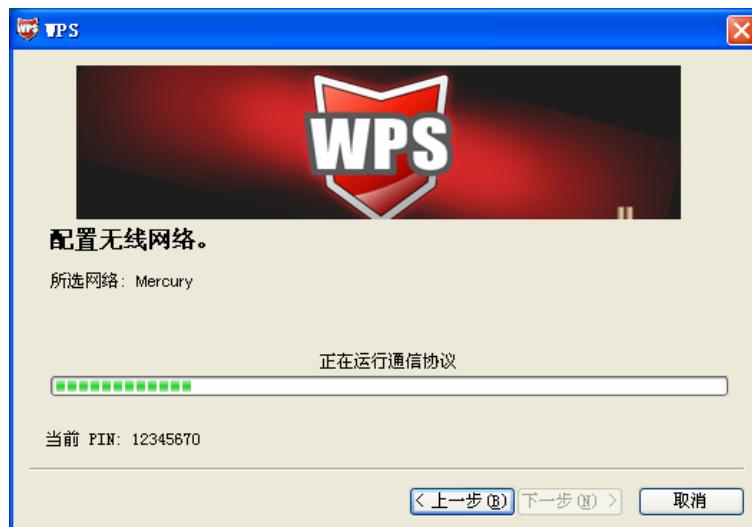 WPS
WPS
配置无线网络。
所选网络: Mercury
正在运行通信协议
当前 PIN: 12345670
< 上一步(B) 下一步(N) > 取消